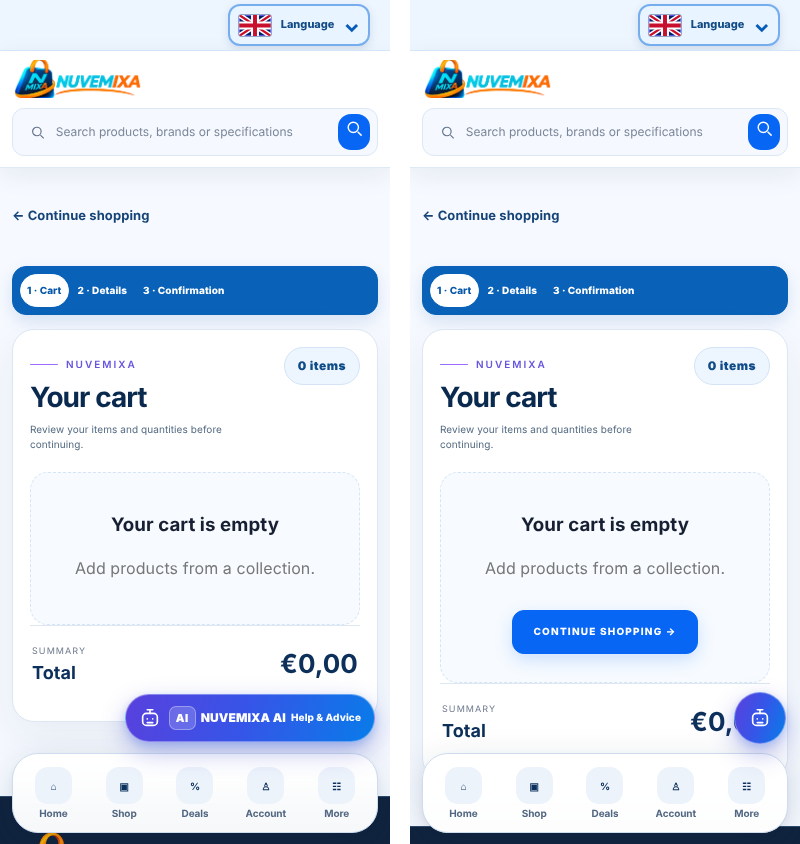 Language
N
MIXA
NUVEMIXA
Search products, brands or specifications
← Continue shopping
1 · Cart
2 · Details
3 · Confirmation
NUVEMIXA
0 items
Your cart
Review your items and quantities before
continuing.
Your cart is empty
Add products from a collection.
SUMMARY
Total
€0,00
AI
NUVEMIXA AI
Help & Advice
Home
Shop
%
Deals
Account
More
Language
N
MIXA
NUVEMIXA
Search products, brands or specifications
← Continue shopping
1 · Cart
2 · Details
3 · Confirmation
NUVEMIXA
0 items
Your cart
Review your items and quantities before
continuing.
Your cart is empty
Add products from a collection.
CONTINUE SHOPPING →
SUMMARY
Total
€0,
Home
Shop
%
Deals
Account
More